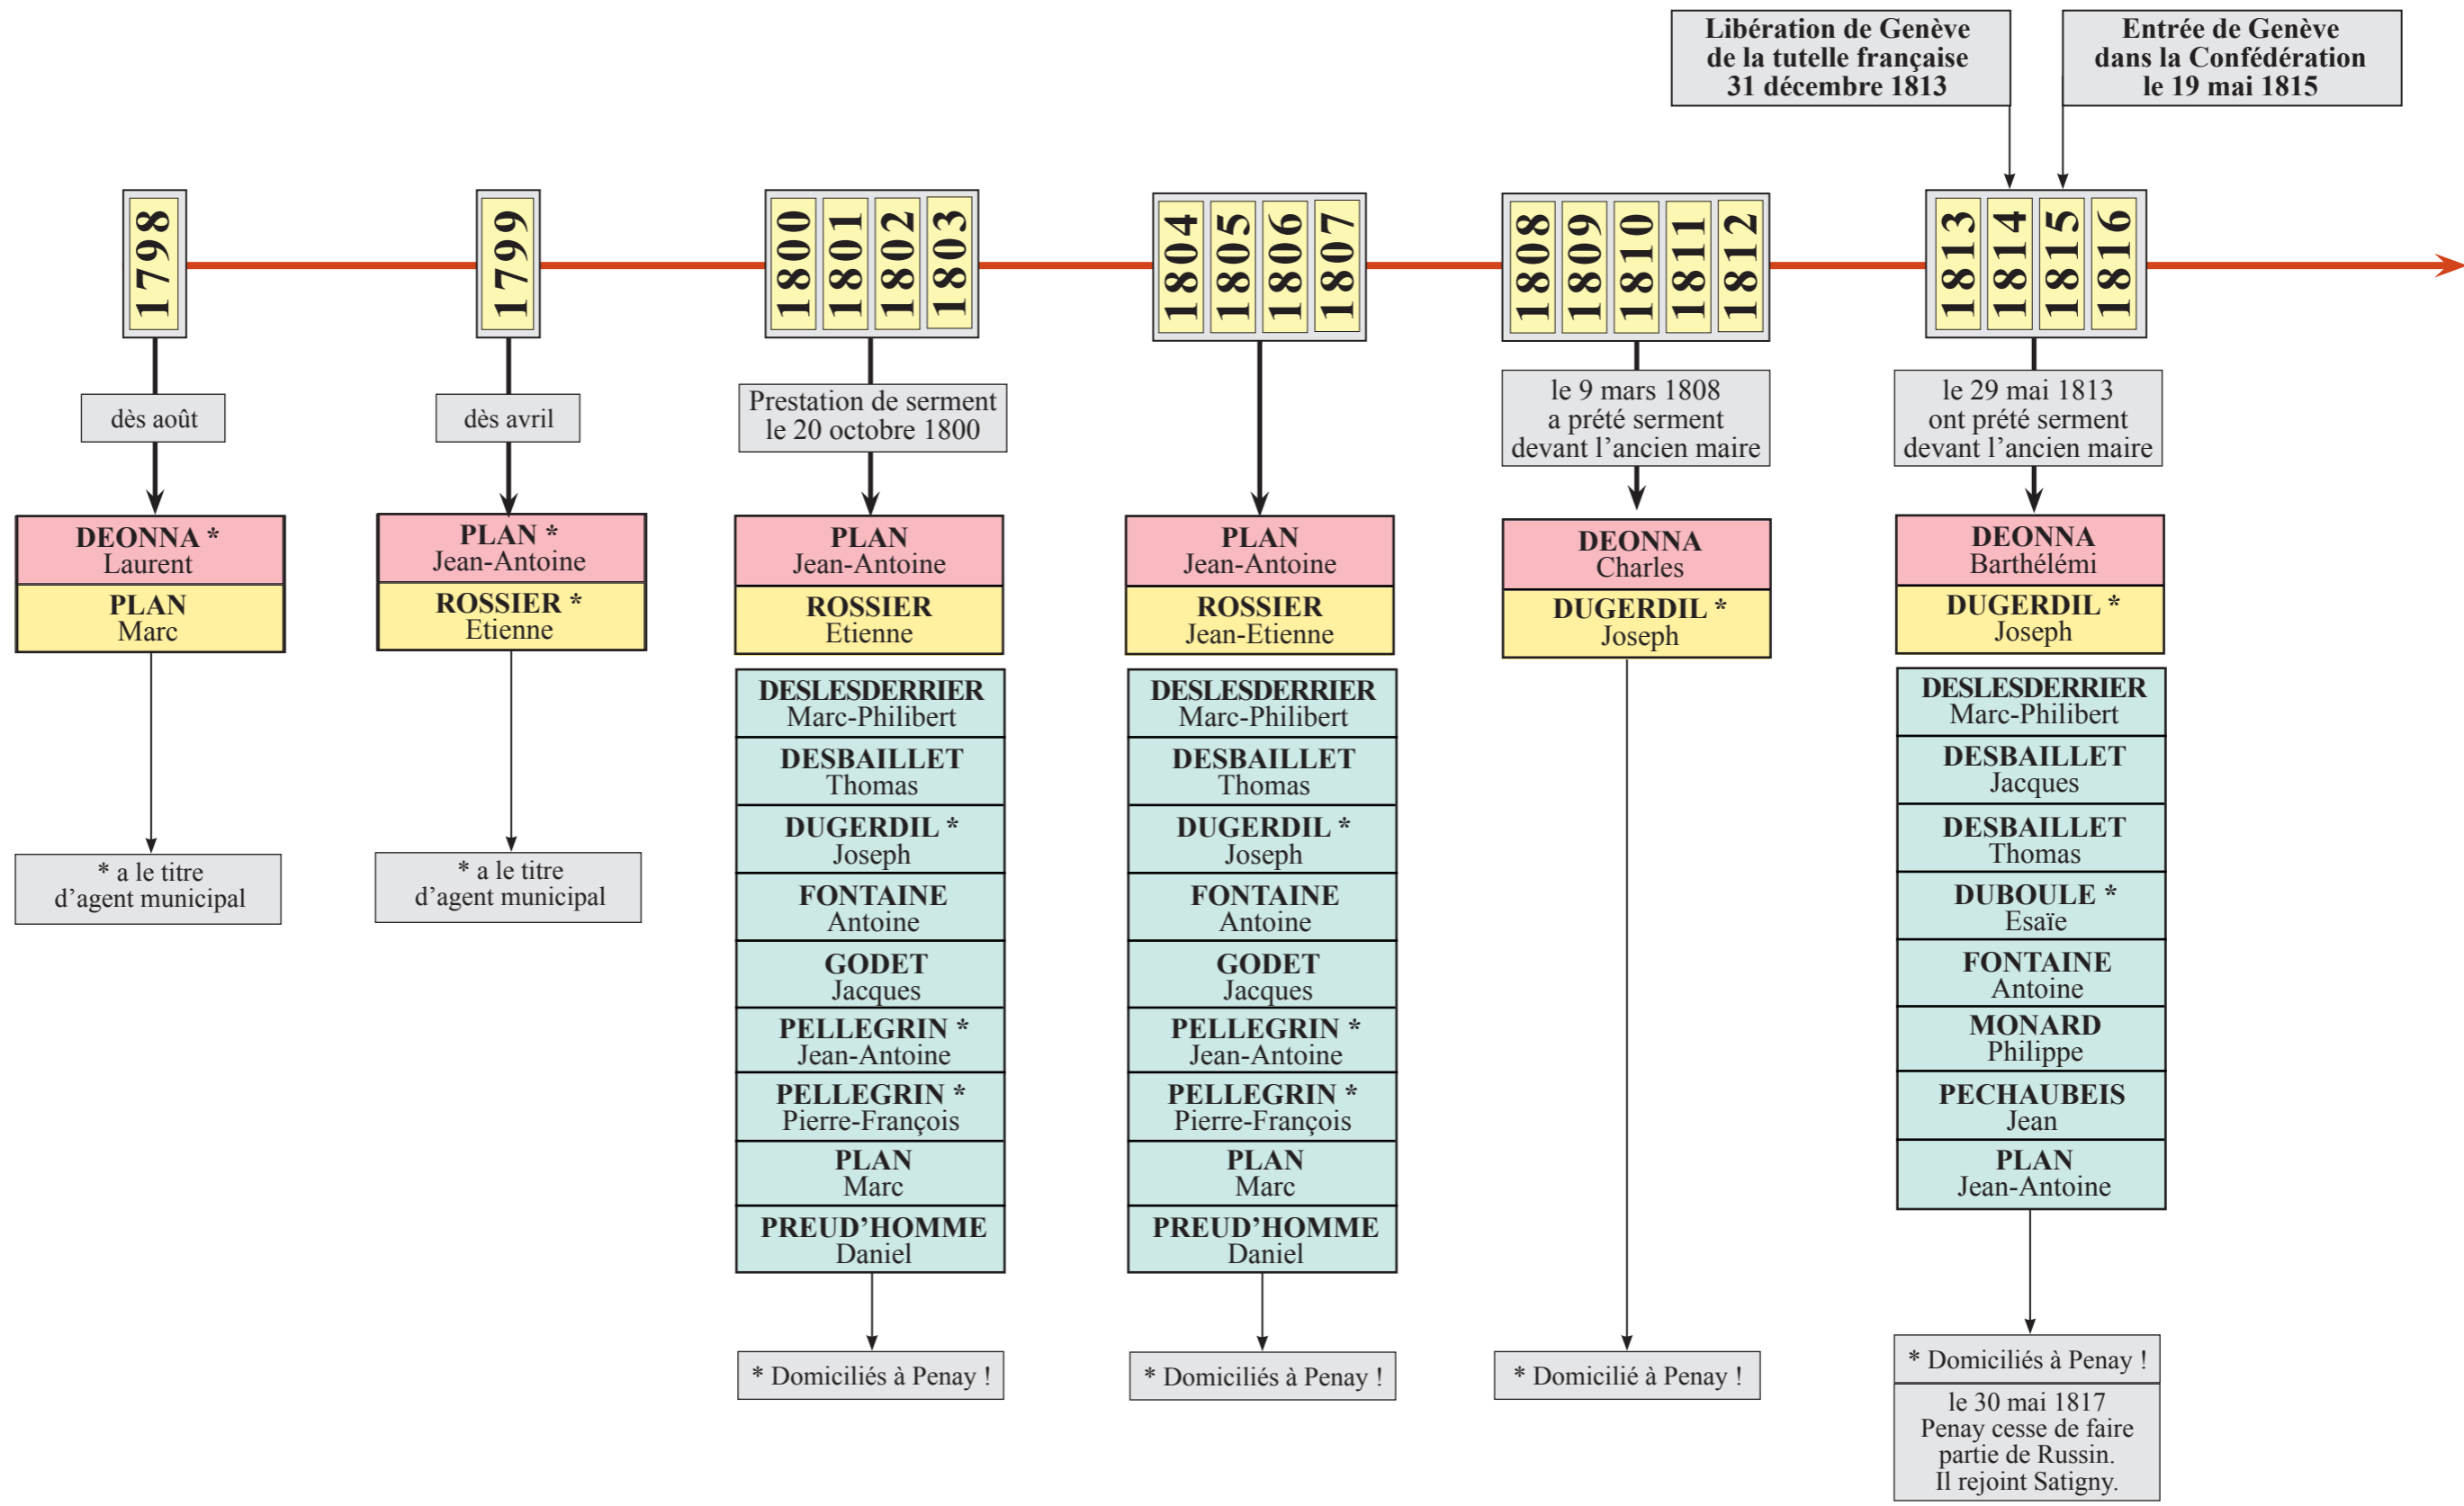 Libération de Genève
de la tutelle française
31 décembre 1813
Entrée de Genève
dans la Confédération
le 19 mai 1815
1798
1799
1800
1801
1802
1803
1804
1805
1806
1807
1808
1809
1810
1811
1812
1813
1814
1815
1816
dès août
DEONNA *
Laurent
PLAN
Marc
* a le titre
d’agent municipal
dès avril
PLAN *
Jean-Antoine
ROSSIER *
Etienne
* a le titre
d’agent municipal
Prestation de serment
le 20 octobre 1800
PLAN
Jean-Antoine
ROSSIER
Etienne
DESLESDERRIER
Marc-Philibert
DESBAILLET
Thomas
DUGERDIL *
Joseph
FONTAINE
Antoine
GODET
Jacques
PELLEGRIN *
Jean-Antoine
PELLEGRIN *
Pierre-François
PLAN
Marc
PREUD’HOMME
Daniel
* Domiciliés à Penay !
PLAN
Jean-Antoine
ROSSIER
Jean-Etienne
DESLESDERRIER
Marc-Philibert
DESBAILLET
Thomas
DUGERDIL *
Joseph
FONTAINE
Antoine
GODET
Jacques
PELLEGRIN *
Jean-Antoine
PELLEGRIN *
Pierre-François
PLAN
Marc
PREUD’HOMME
Daniel
* Domiciliés à Penay !
le 9 mars 1808
a prété serment
devant l’ancien maire
DEONNA
Charles
DUGERDIL *
Joseph
* Domicilié à Penay !
le 29 mai 1813
ont prété serment
devant l’ancien maire
DEONNA
Barthélémi
DUGERDIL *
Joseph
DESLESDERRIER
Marc-Philibert
DESBAILLET
Jacques
DESBAILLET
Thomas
DUBOULE *
Esaïe
FONTAINE
Antoine
MONARD
Philippe
PECHAUBEIS
Jean
PLAN
Jean-Antoine
* Domiciliés à Penay !
le 30 mai 1817
Penay cesse de faire
partie de Russin.
Il rejoint Satigny.